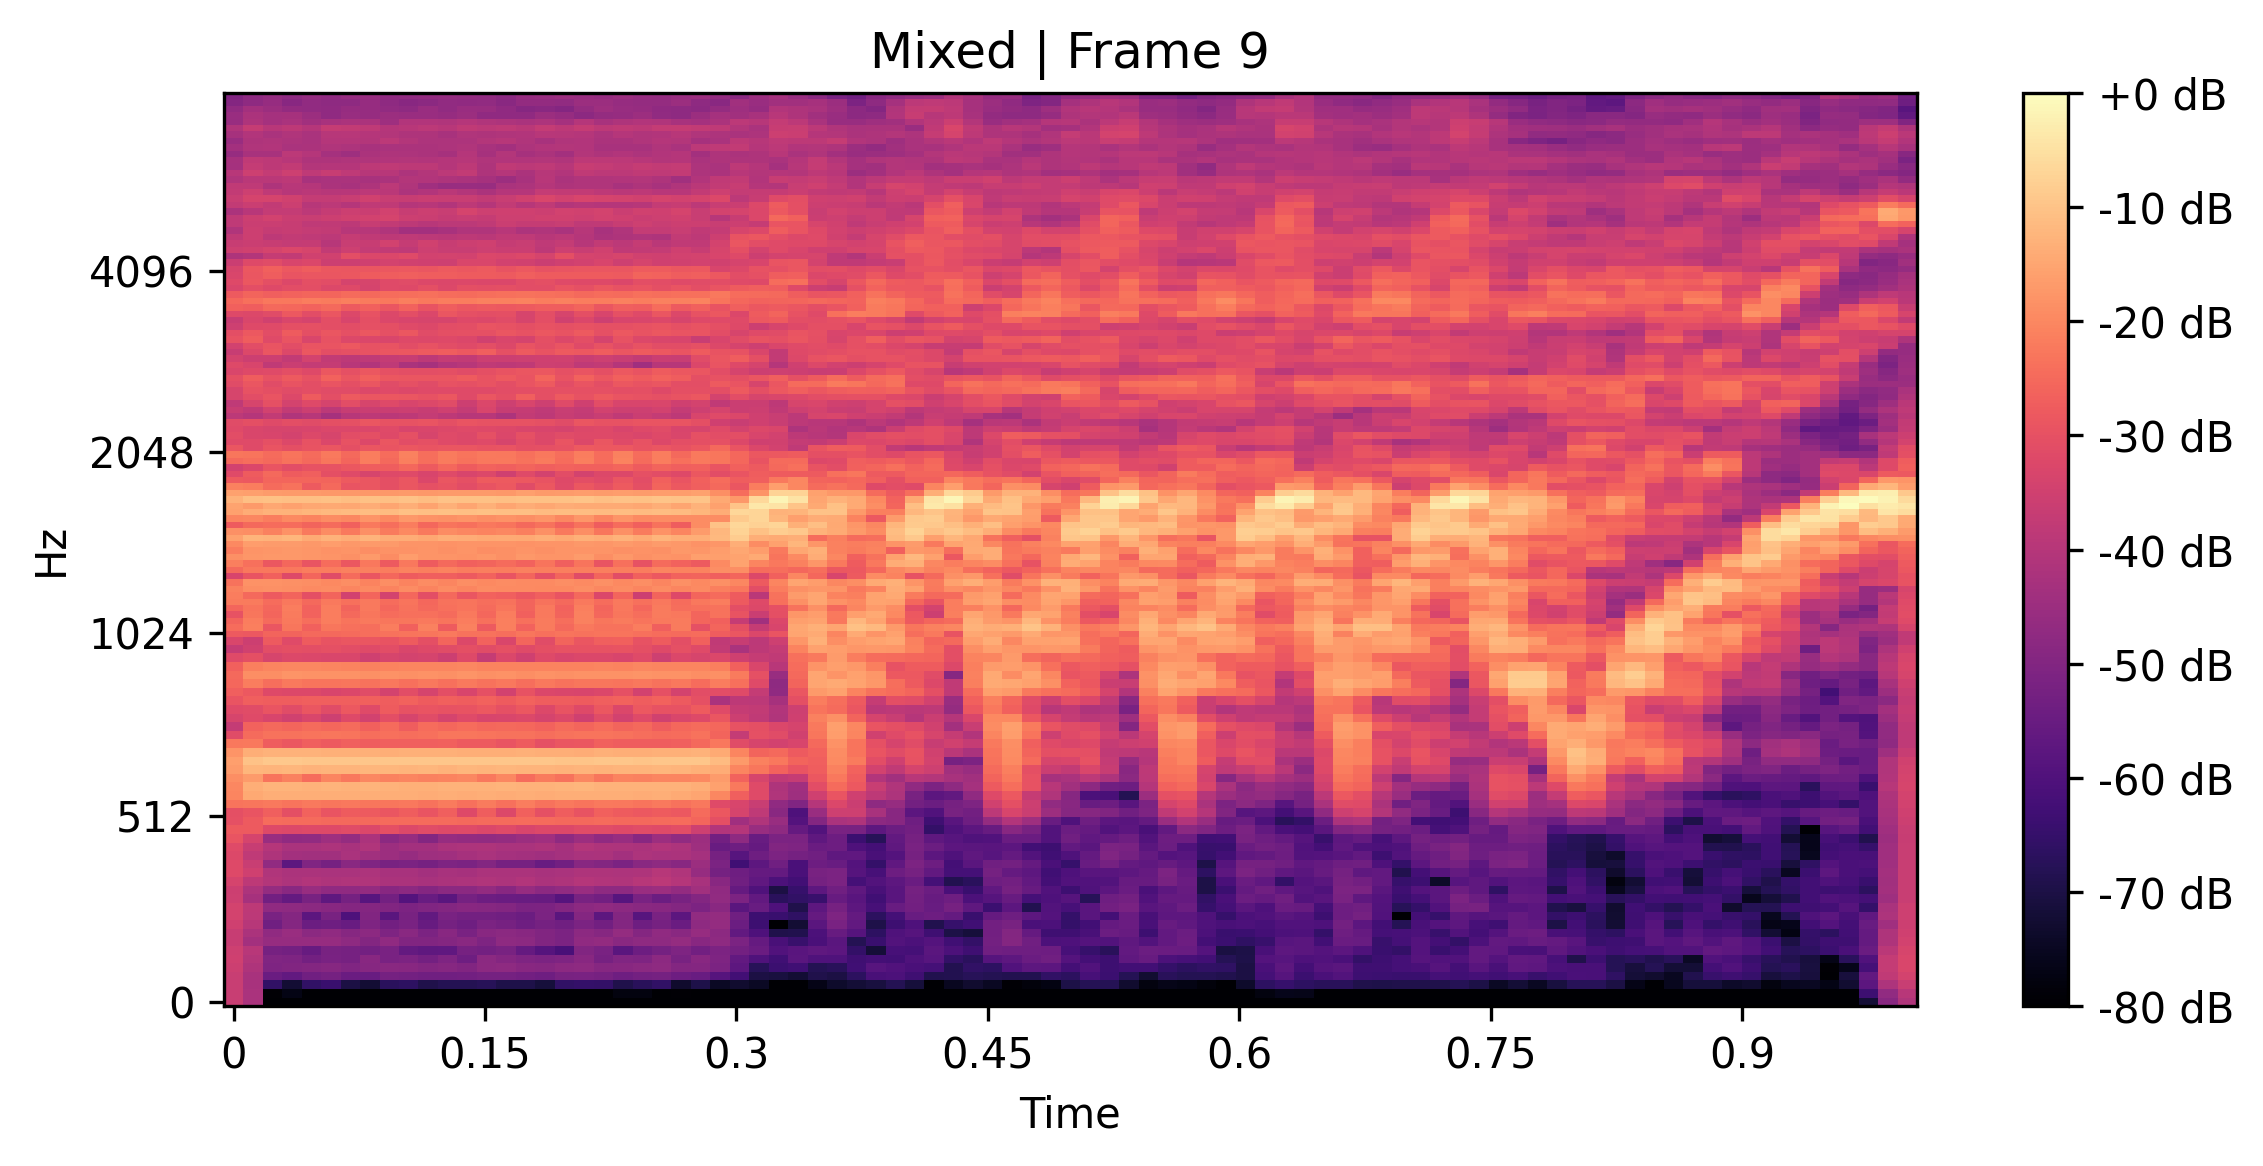 Mixed | Frame 9
+0 dB
-10 dB
-20 dB
-30 dB
-40 dB
-50 dB
-60 dB
-70 dB
-80 dB
Hz
4096
2048
1024
512
0
0 0.15 0.3 0.45 0.6 0.75 0.9
Time